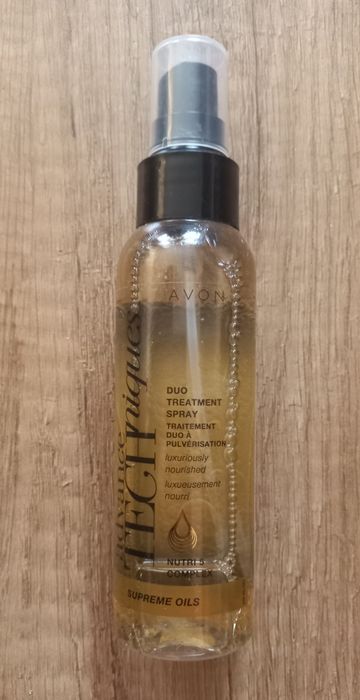 AVON
advance
TECHniques
DUO
TREATMENT
SPRAY
TRAITEMENT
DUO À
PULVÉRISATION
luxuriously
nourished
luxueusement
nourri
NUTRI 5
COMPLEX
SUPREME OILS